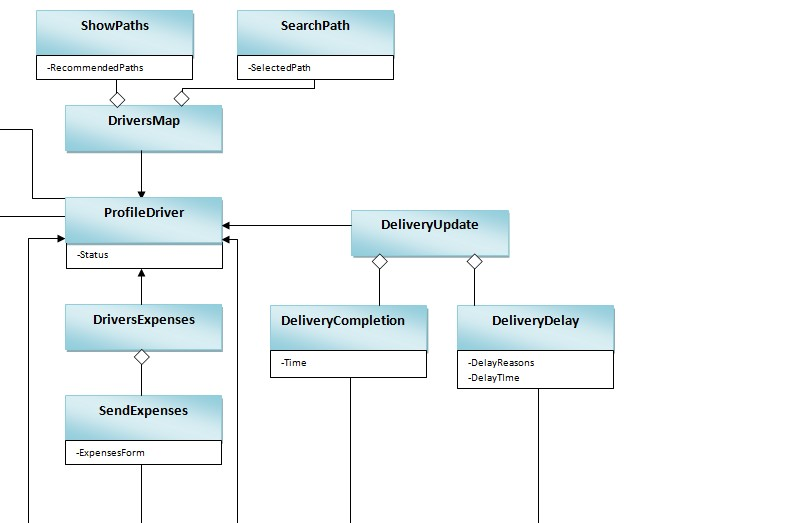 ShowPaths
-RecommendedPaths
SearchPath
-SelectedPath
DriversMap
ProfileDriver
-Status
DeliveryUpdate
DriversExpenses
DeliveryCompletion
-Time
DeliveryDelay
-DelayReasons
-DelayTIme
SendExpenses
-ExpensesForm